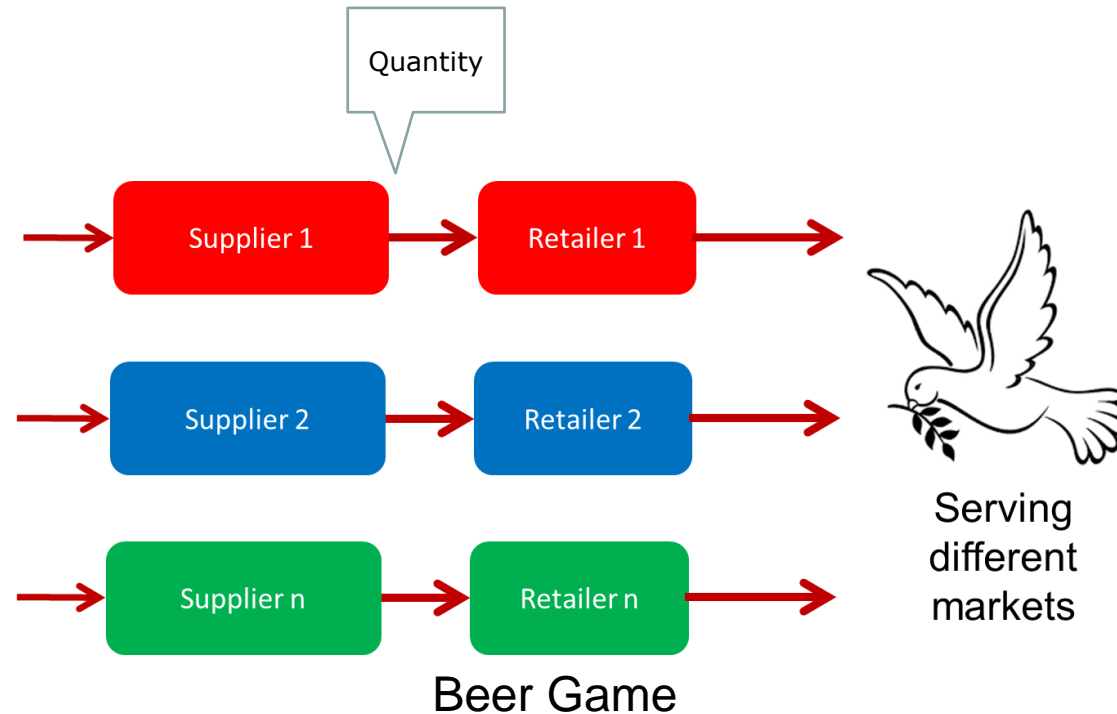 Quantity
Supplier 1
Retailer 1
Supplier 2
Retailer 2
Supplier n
Retailer n
Serving
different
markets
Beer Game